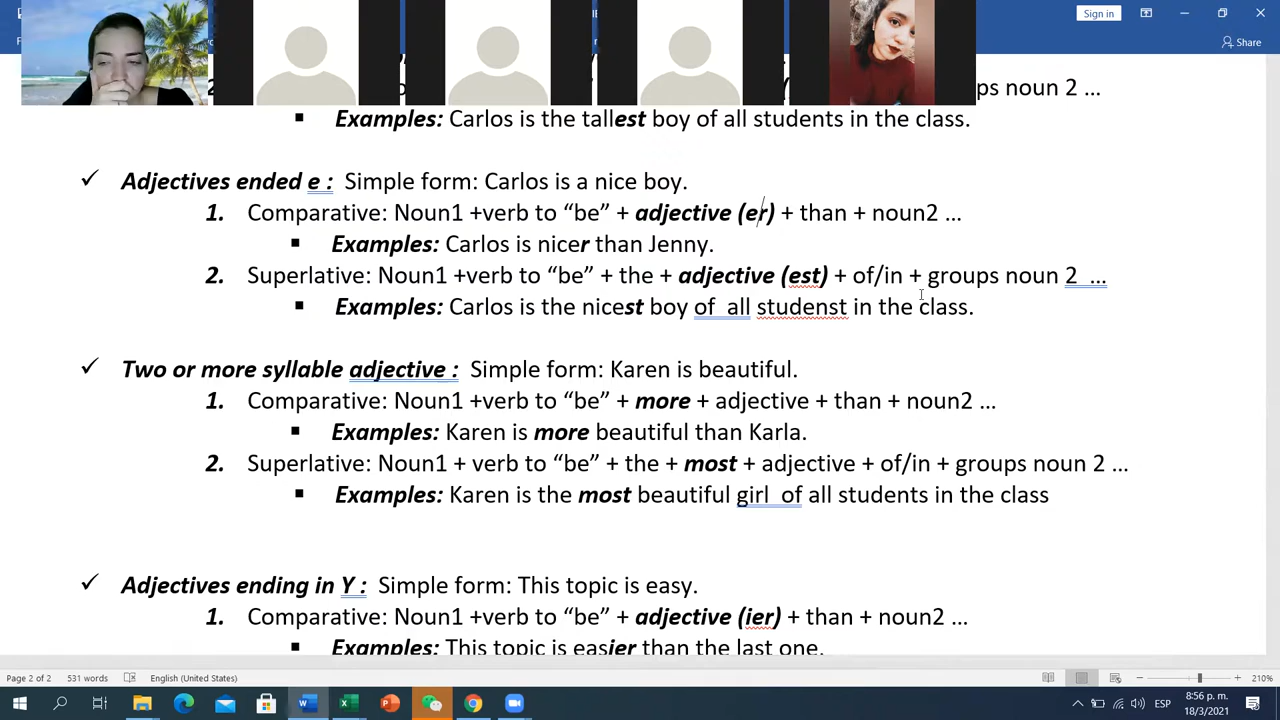 Sign in
Share
ps noun 2 ...
Examples: Carlos is the tallest boy of all students in the class.
✓ Adjectives ended e : Simple form: Carlos is a nice boy.
1. Comparative: Noun1 +verb to “be” + adjective (er) + than + noun2 ...
Examples: Carlos is nicer than Jenny.
2. Superlative: Noun1 +verb to “be” + the + adjective (est) + of/in + groups noun 2 ...
Examples: Carlos is the nicest boy of all studenst in the class.
✓ Two or more syllable adjective : Simple form: Karen is beautiful.
1. Comparative: Noun1 +verb to “be” + more + adjective + than + noun2 ...
Examples: Karen is more beautiful than Karla.
2. Superlative: Noun1 + verb to “be” + the + most + adjective + of/in + groups noun 2 ...
Examples: Karen is the most beautiful girl of all students in the class
✓ Adjectives ending in Y : Simple form: This topic is easy.
1. Comparative: Noun1 +verb to “be” + adjective (ier) + than + noun2 ...
Examples: This topic is easier than the last one.
Page 2 of 2 531 words English (United States) 210%
ESP 8:56 p. m.
18/3/2021